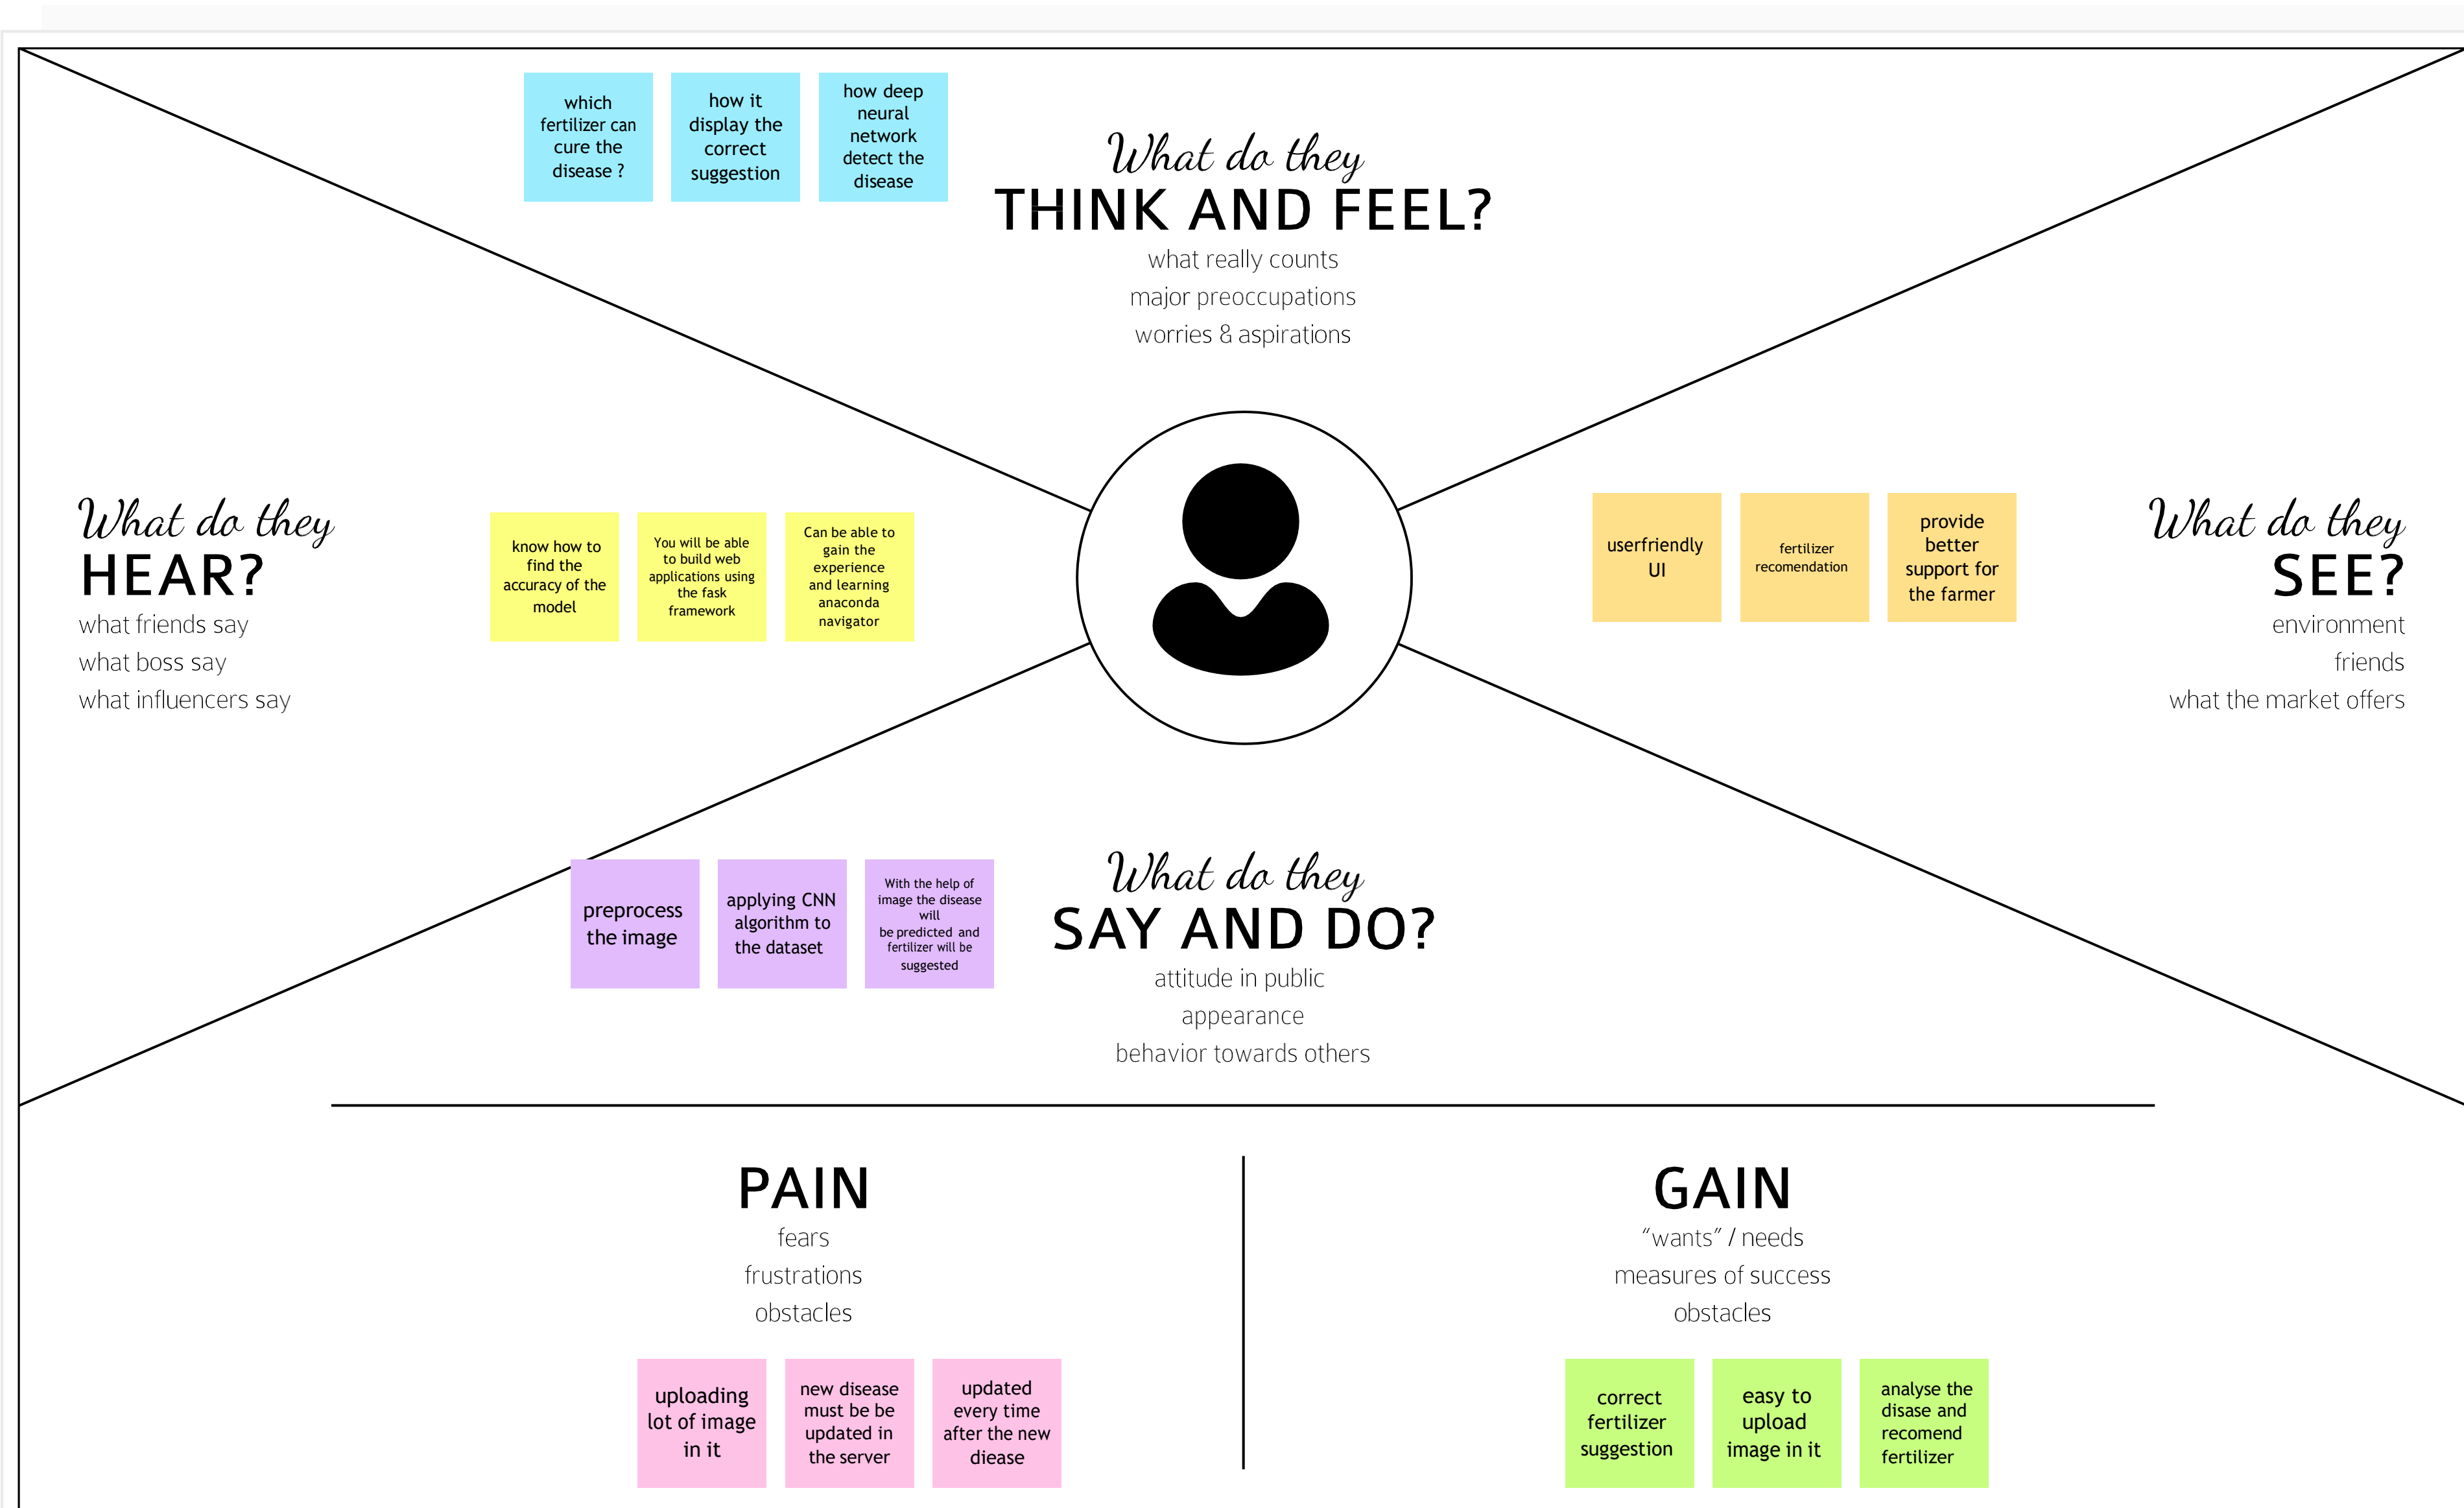 which
fertilizer can
cure the
disease ?
how it
display the
correct
suggestion
how deep
neural
network
detect the
disease
What do they
THINK AND FEEL?
what really counts
major preoccupations
worries & aspirations
What do they
HEAR?
what friends say
what boss say
what influencers say
know how to
find the
accuracy of the
model
You will be able
to build web
applications using
the fask
framework
Can be able to
gain the
experience
and learning
anaconda
navigator
userfriendly
UI
fertilizer
recomendation
provide
better
support for
the farmer
What do they
SEE?
environment
friends
what the market offers
preprocess
the image
applying CNN
algorithm to
the dataset
With the help of
image the disease
will
be predicted and
fertilizer will be
suggested
What do they
SAY AND DO?
attitude in public
appearance
behavior towards others
PAIN
fears
frustrations
obstacles
uploading
lot of image
in it
new disease
must be be
updated in
the server
updated
every time
after the new
diease
GAIN
“wants” / needs
measures of success
obstacles
correct
fertilizer
suggestion
easy to
upload
image in it
analyse the
disase and
recomend
fertilizer